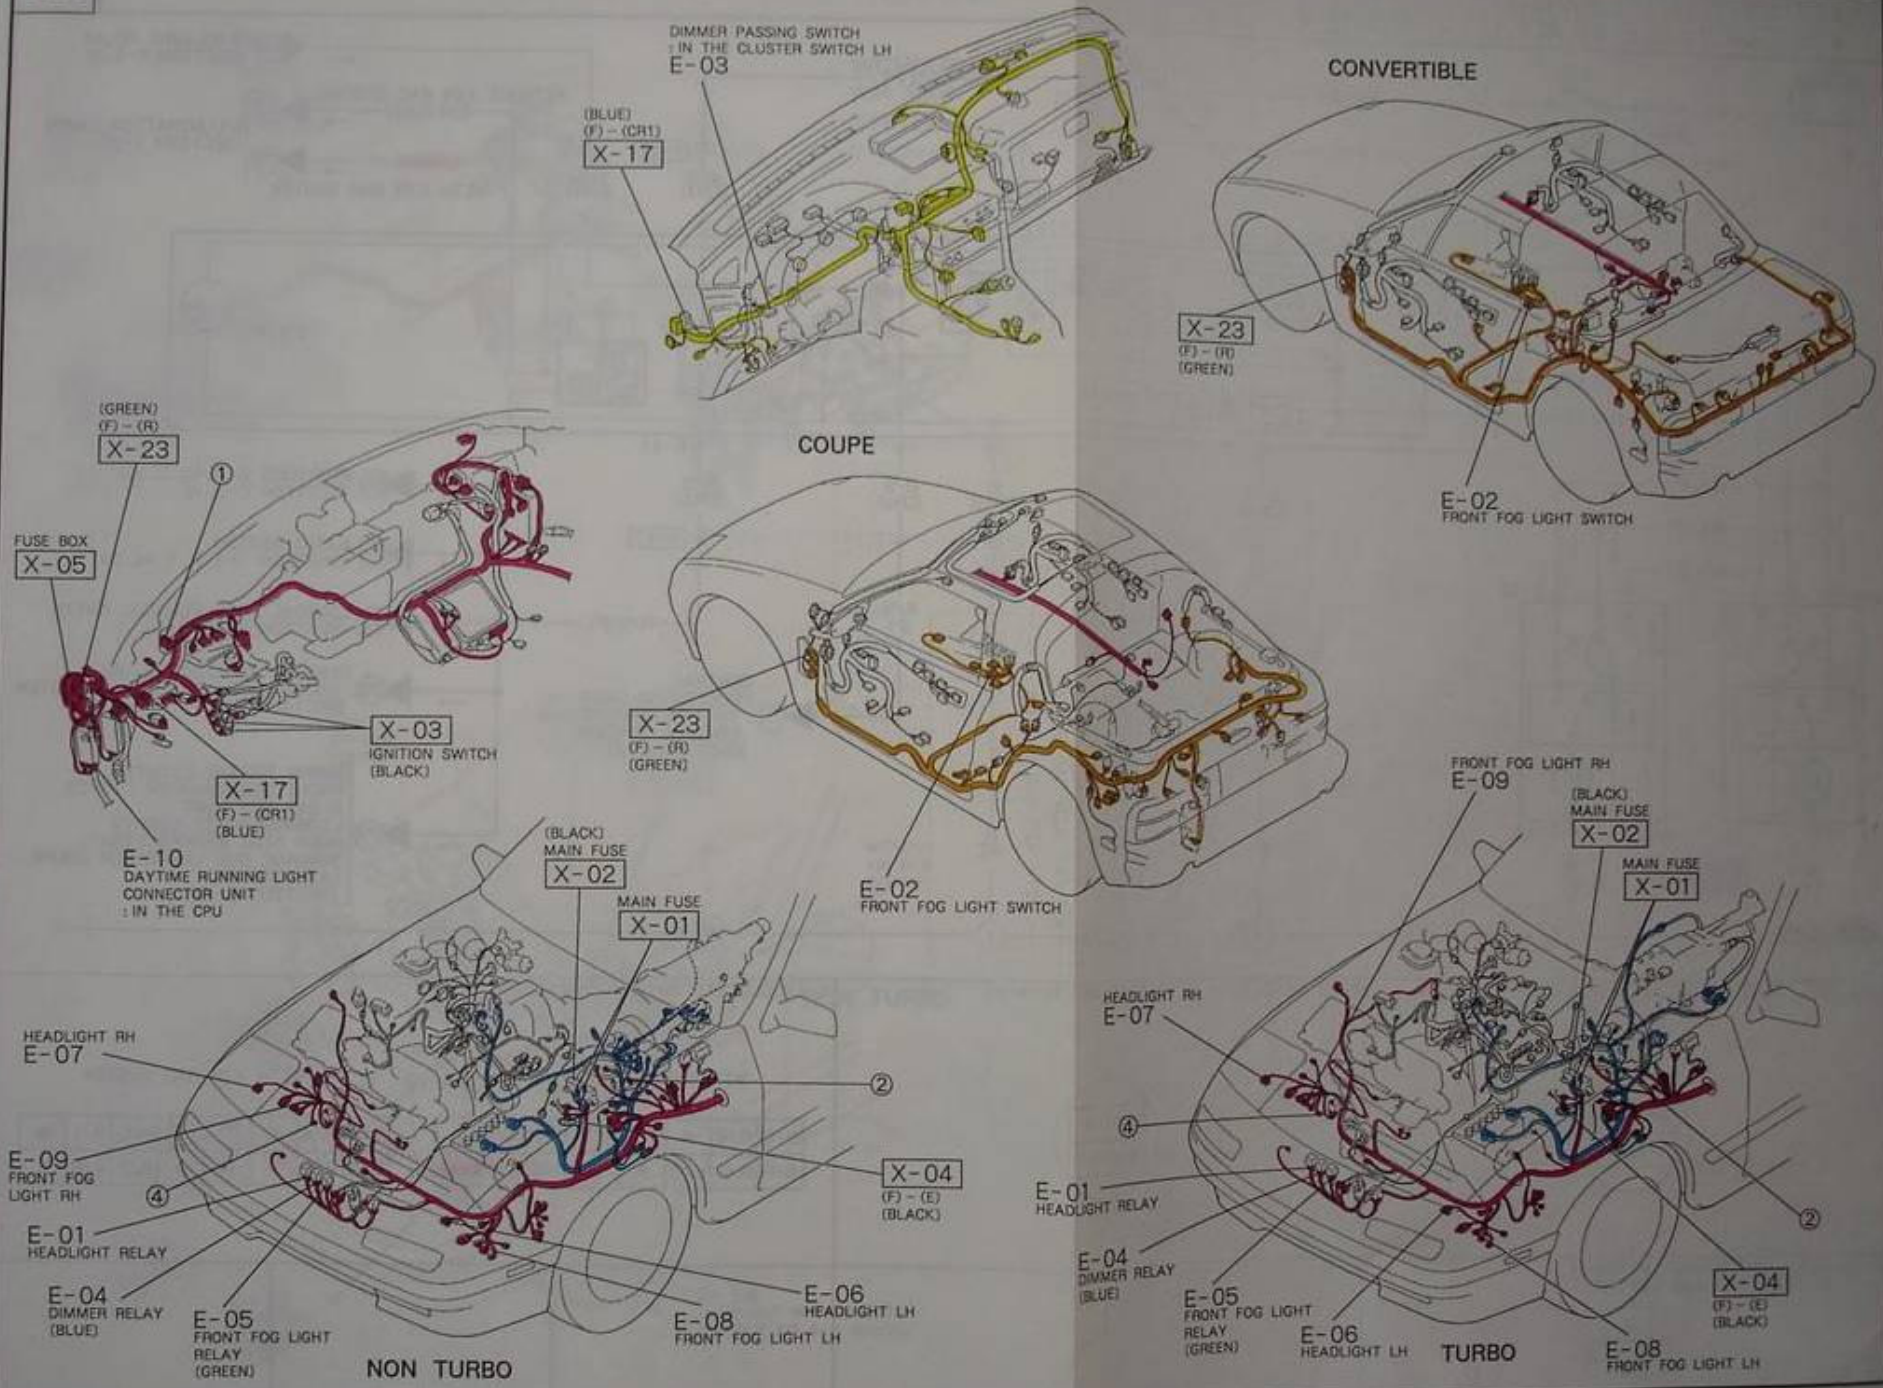 DIMMER PASSING SWITCH
: IN THE CLUSTER SWITCH LH
E-03
(BLUE)
(F) - (CR1)
X-17
CONVERTIBLE
X-23
(F) - (R)
(GREEN)
E-02
FRONT FOG LIGHT SWITCH
(GREEN)
(F) - (R)
X-23
①
FUSE BOX
X-05
X-03
IGNITION SWITCH
(BLACK)
X-17
(F) - (CR1)
(BLUE)
E-10
DAYTIME RUNNING LIGHT
CONNECTOR UNIT
: IN THE CPU
COUPE
X-23
(F) - (R)
(GREEN)
E-02
FRONT FOG LIGHT SWITCH
(BLACK)
MAIN FUSE
X-02
MAIN FUSE
X-01
HEADLIGHT RH
E-07
②
E-09
FRONT FOG
LIGHT RH
④
X-04
(F) - (E)
(BLACK)
E-01
HEADLIGHT RELAY
E-04
DIMMER RELAY
(BLUE)
E-05
FRONT FOG LIGHT
RELAY
(GREEN)
E-06
HEADLIGHT LH
E-08
FRONT FOG LIGHT LH
NON TURBO
FRONT FOG LIGHT RH
E-09
(BLACK)
MAIN FUSE
X-02
MAIN FUSE
X-01
HEADLIGHT RH
E-07
④
E-01
HEADLIGHT RELAY
②
E-04
DIMMER RELAY
(BLUE)
E-05
FRONT FOG LIGHT
RELAY
(GREEN)
E-06
HEADLIGHT LH
X-04
(F) - (E)
(BLACK)
E-08
FRONT FOG LIGHT LH
TURBO